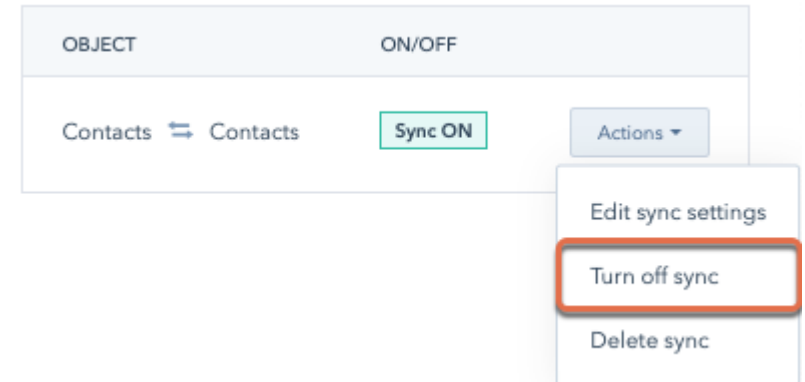 OBJECT ON/OFF
Contacts Contacts Sync ON Actions
Edit sync settings
Turn off sync
Delete sync